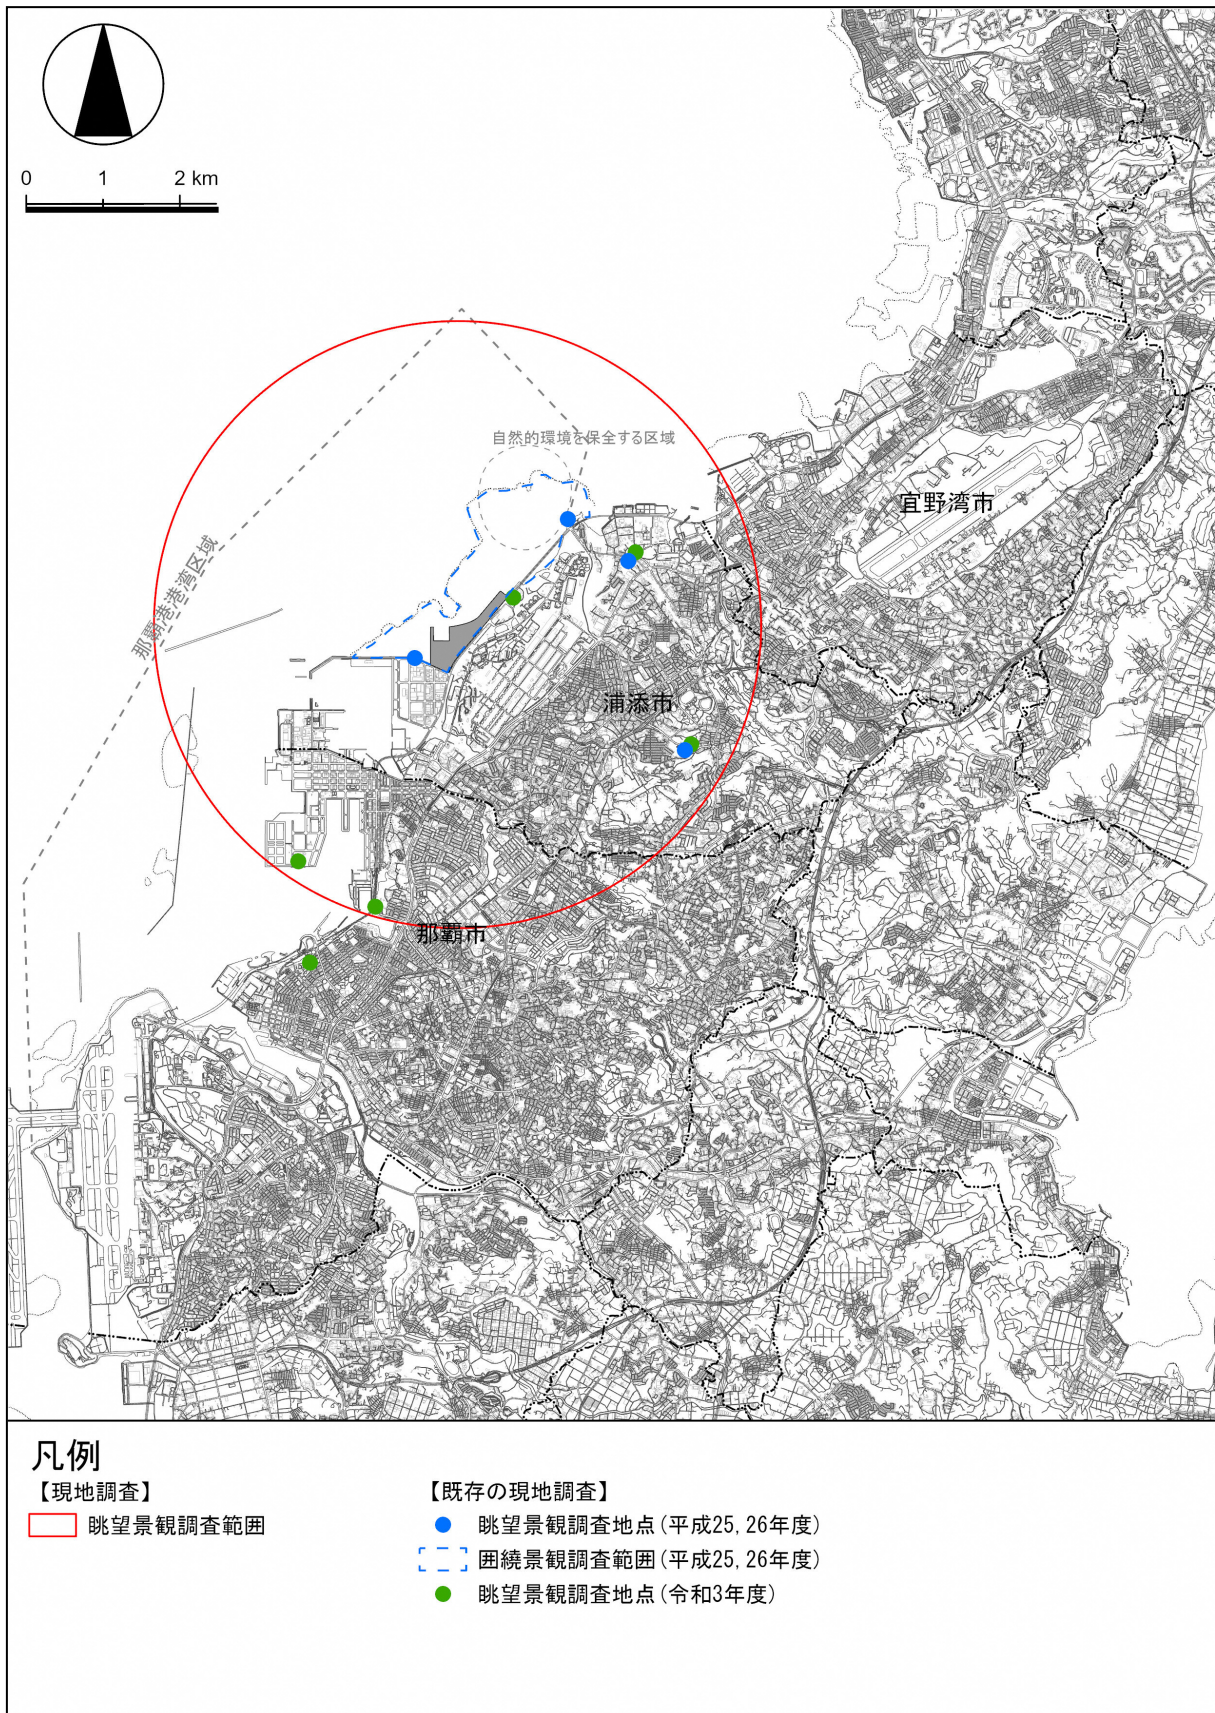 0 1 2 km
自然的環境を保全する区域
宜野湾市
那覇港港湾区域
浦添市
那覇市
凡例
【現地調査】
眺望景観調査範囲
【既存の現地調査】
眺望景観調査地点(平成25,26年度)
囲繞景観調査範囲(平成25,26年度)
眺望景観調査地点(令和3年度)